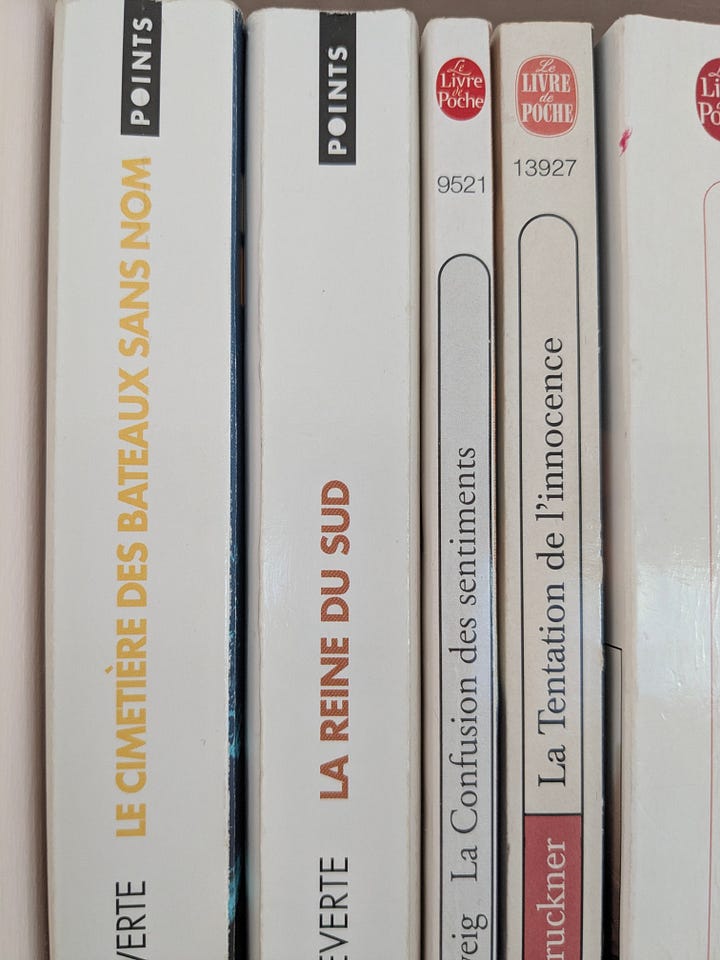 POINTS
LE CIMETIÈRE DES BATEAUX SANS NOM
VERTE
POINTS
LA REINE DU SUD
EVERTE
Le
Livre
de
Poche
9521
La Confusion des sentiments
eig
Le
LIVRE
de
POCHE
13927
La Tentation de l'innocence
ruckner